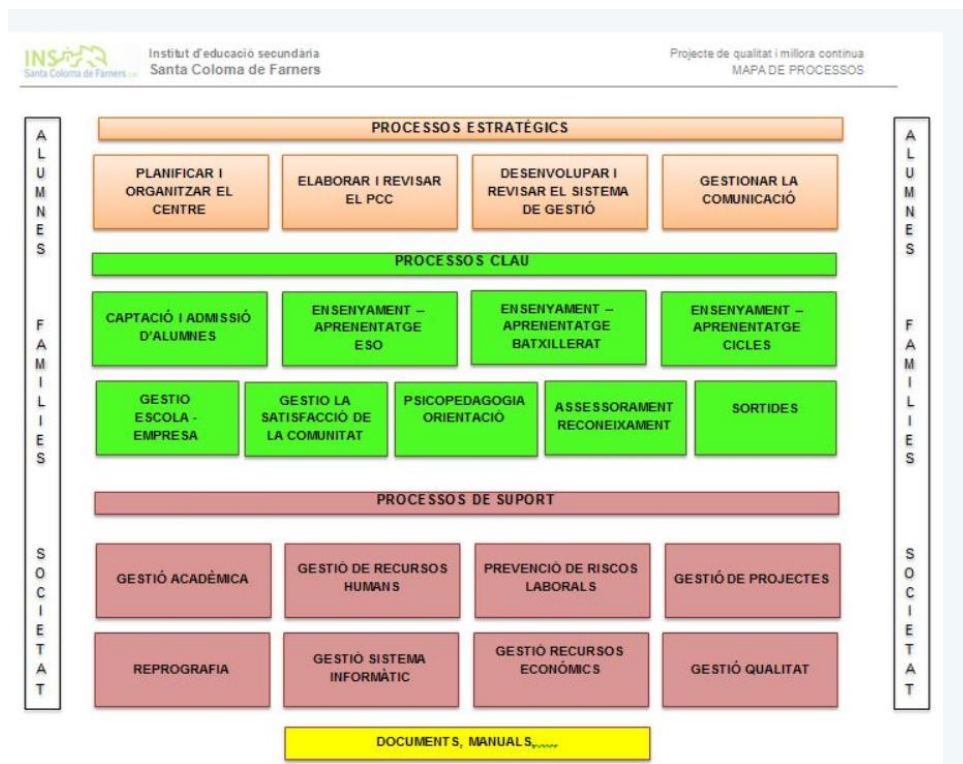 INS
Santa Coloma de Farners
Institut d'educació secundària
Santa Coloma de Farners
Projecte de qualitat i millora contínua
MAPA DE PROCESSOS
ALUMNES FAMILIES SOCIETAT
PROCESSOS ESTRATÉGICS
PLANIFICAR I
ORGANITZAR EL
CENTRE
ELABORAR I REVISAR
EL PCC
DESENVOLUPAR I
REVISAR EL SISTEMA
DE GESTIÓ
GESTIONAR LA
COMUNICACIÓ
PROCESSOS CLAU
CAPTACIÓ I ADMISSIÓ
D'ALUMNES
ENSENYAMENT –
APRENENTATGE
ESO
ENSENYAMENT –
APRENENTATGE
BATXILLERAT
ENSENYAMENT –
APRENENTATGE
CICLES
GESTIO
ESCOLA -
EMPRESA
GESTIO LA
SATISFACCIÓ DE
LA COMUNITAT
PSICOPEDAGOGIA
ORIENTACIÓ
ASSESSORAMENT
RECONEIXAMENT
SORTIDES
PROCESSOS DE SUPORT
GESTIÓ ACADÈMICA
GESTIÓ DE RECURSOS
HUMANS
PREVENCIÓ DE RISCOS
LABORALS
GESTIÓ DE PROJECTES
REPROGRAFIA
GESTIÓ SISTEMA
INFORMÀTIC
GESTIÓ RECURSOS
ECONÓMICS
GESTIÓ QUALITAT
ALUMNES FAMILIES SOCIETAT
DOCUMENTS, MANUALS,.....